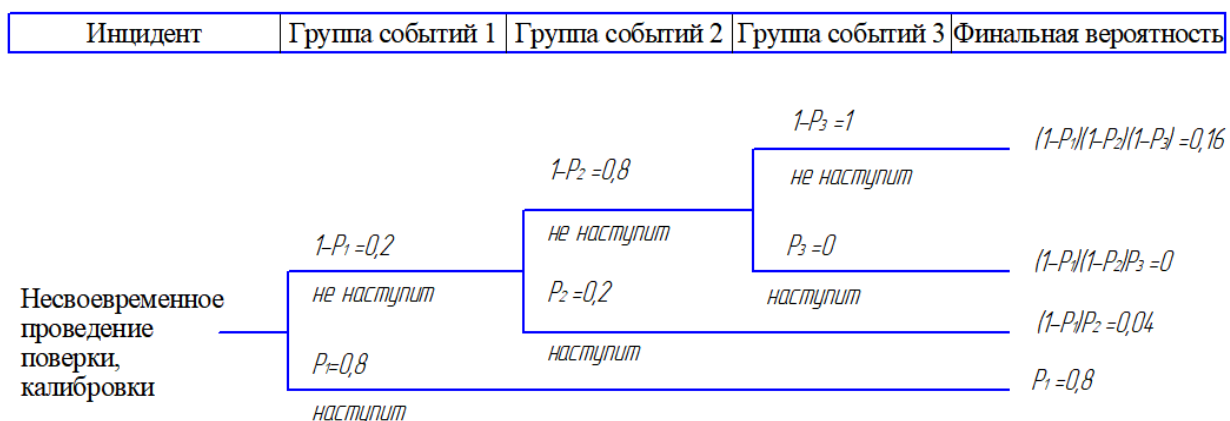 Инцидент Группа событий 1 Группа событий 2 Группа событий 3 Финальная вероятность
1-P₃ =1
(1-P₁)(1-P₂)(1-P₃) =0,16
1-P₂ =0,8
не наступит
не наступит
1-P₁ =0,2
P₃ =0
(1-P₁)(1-P₂)P₃ =0
не наступит
P₂ =0,2
наступит
Несвоевременное
проведение
поверки,
калибровки
(1-P₁)P₂ =0,04
наступит
P₁=0,8
P₁ =0,8
наступит